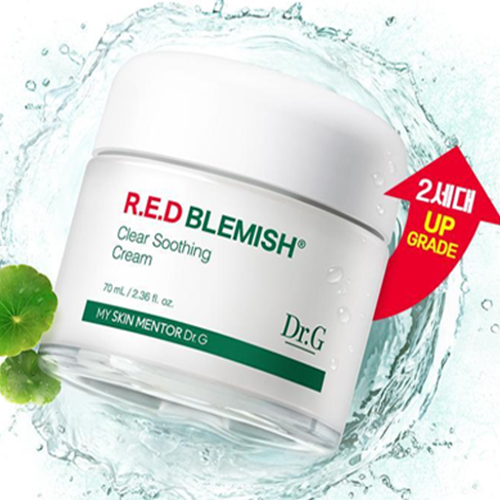 R.E.D BLEMISH®
Clear Soothing
Cream
70 mL / 2.36 fl. oz.
MY SKIN MENTOR Dr.G
Dr.G
2세대
UP
GRADE